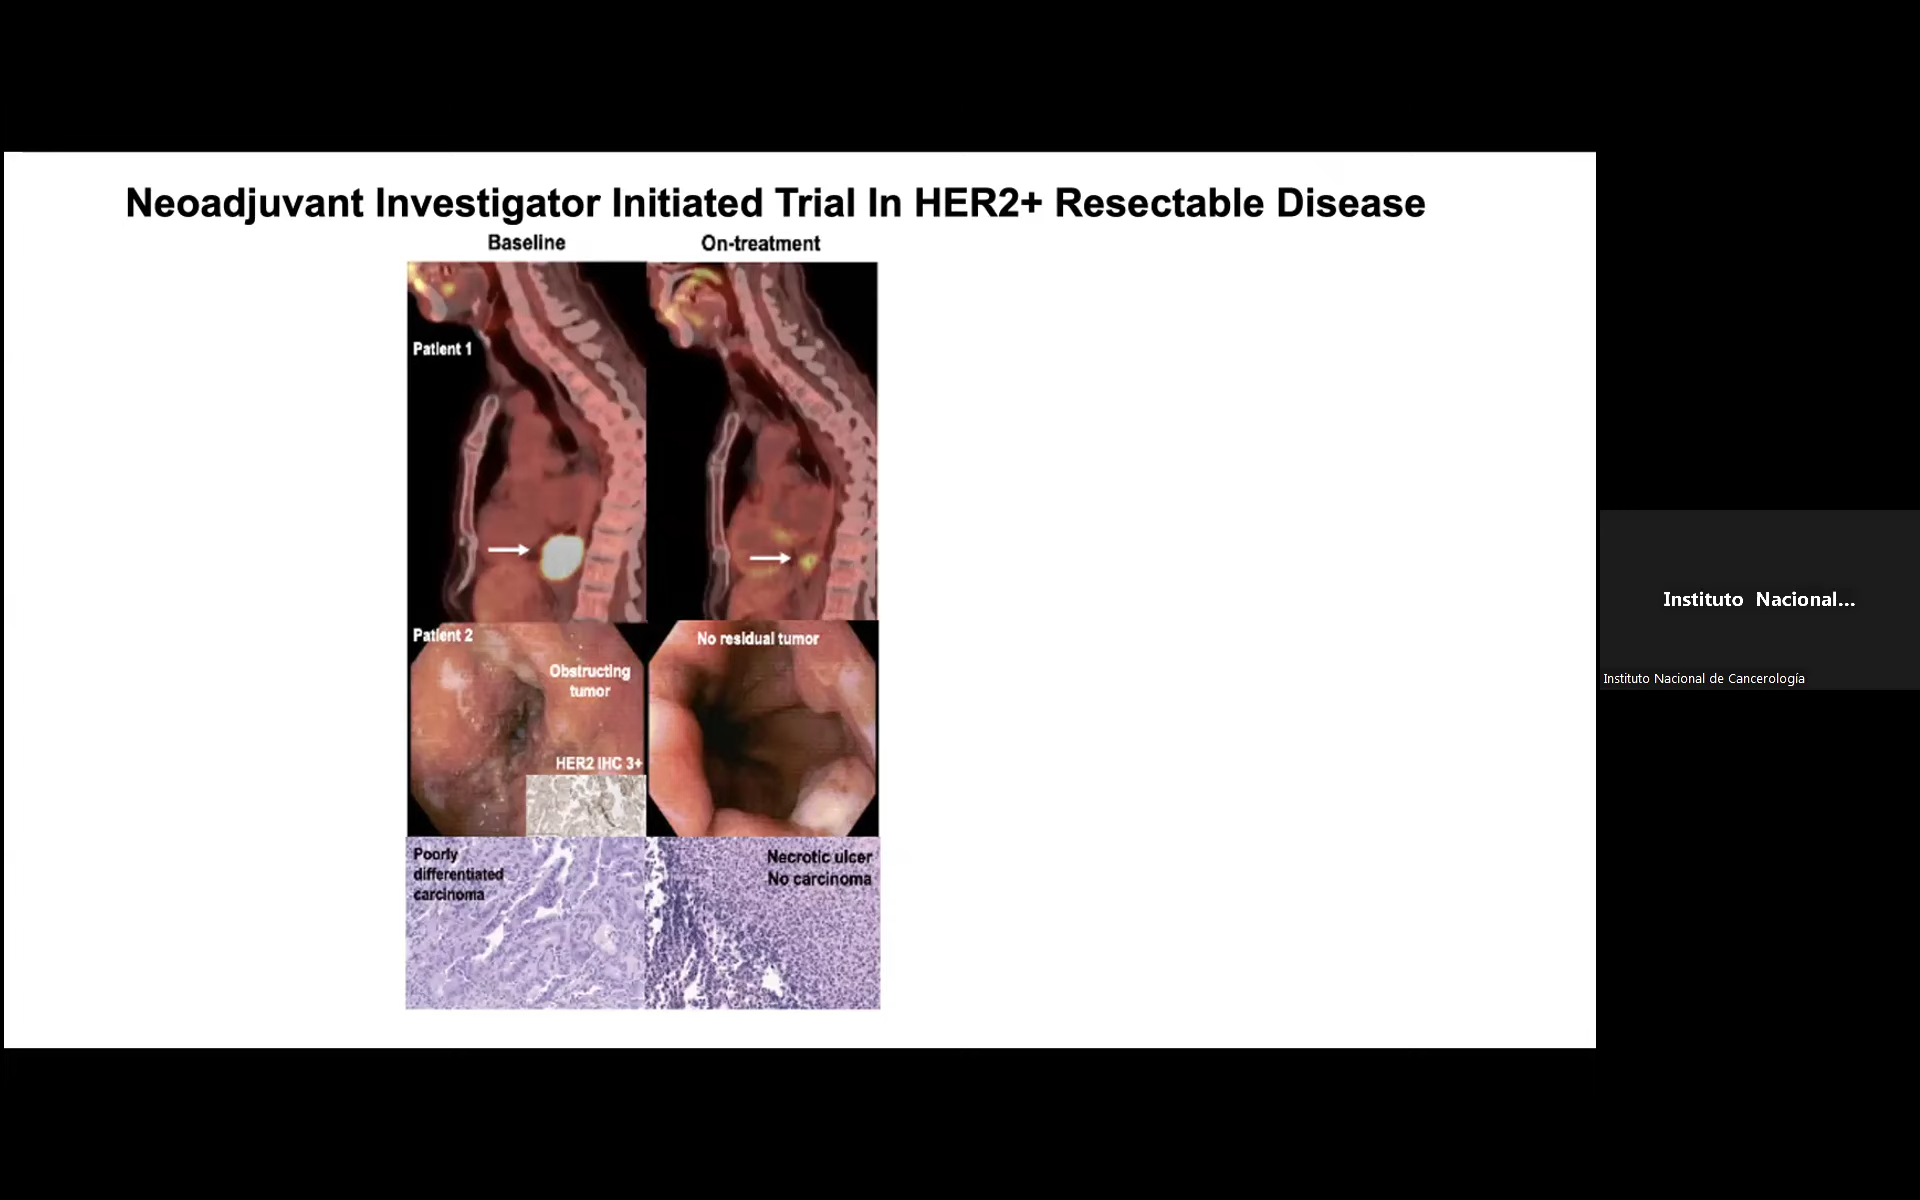 Neoadjuvant Investigator Initiated Trial In HER2+ Resectable Disease
Baseline
On-treatment
Patient 1
Patient 2
Obstructing
tumor
HER2 IHC 3+
No residual tumor
Poorly
differentiated
carcinoma
Necrotic ulcer
No carcinoma
Instituto Nacional...
Instituto Nacional de Cancerología